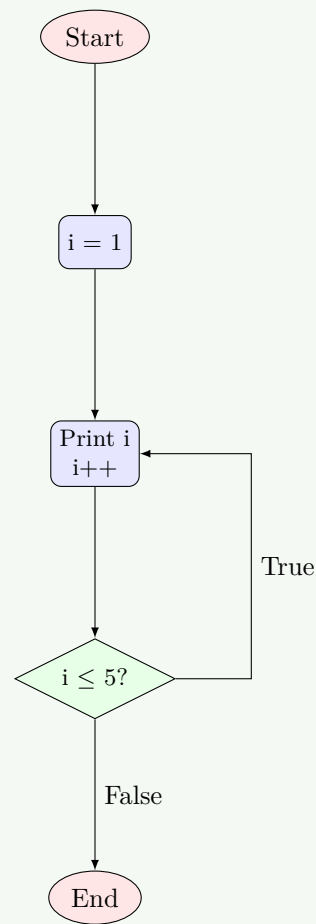 Start
i = 1
Print i
i++
True
i ≤ 5?
False
End